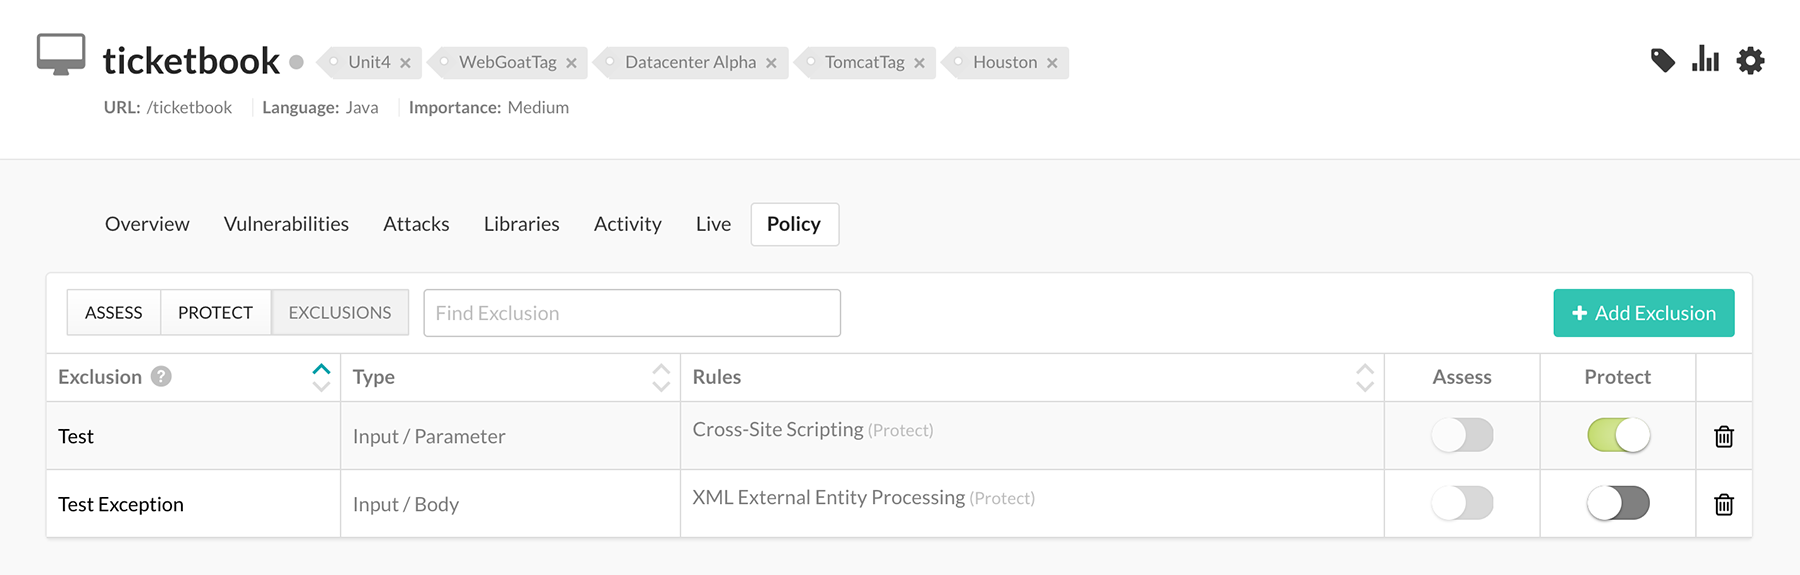 ticketbook Unit4 × WebGoatTag × Datacenter Alpha × TomcatTag × Houston ×
URL: /ticketbook Language: Java Importance: Medium
Overview Vulnerabilities Attacks Libraries Activity Live Policy
ASSESS PROTECT EXCLUSIONS Find Exclusion + Add Exclusion
Exclusion ? Type Rules Assess Protect
Test Input / Parameter Cross-Site Scripting (Protect)
Test Exception Input / Body XML External Entity Processing (Protect)